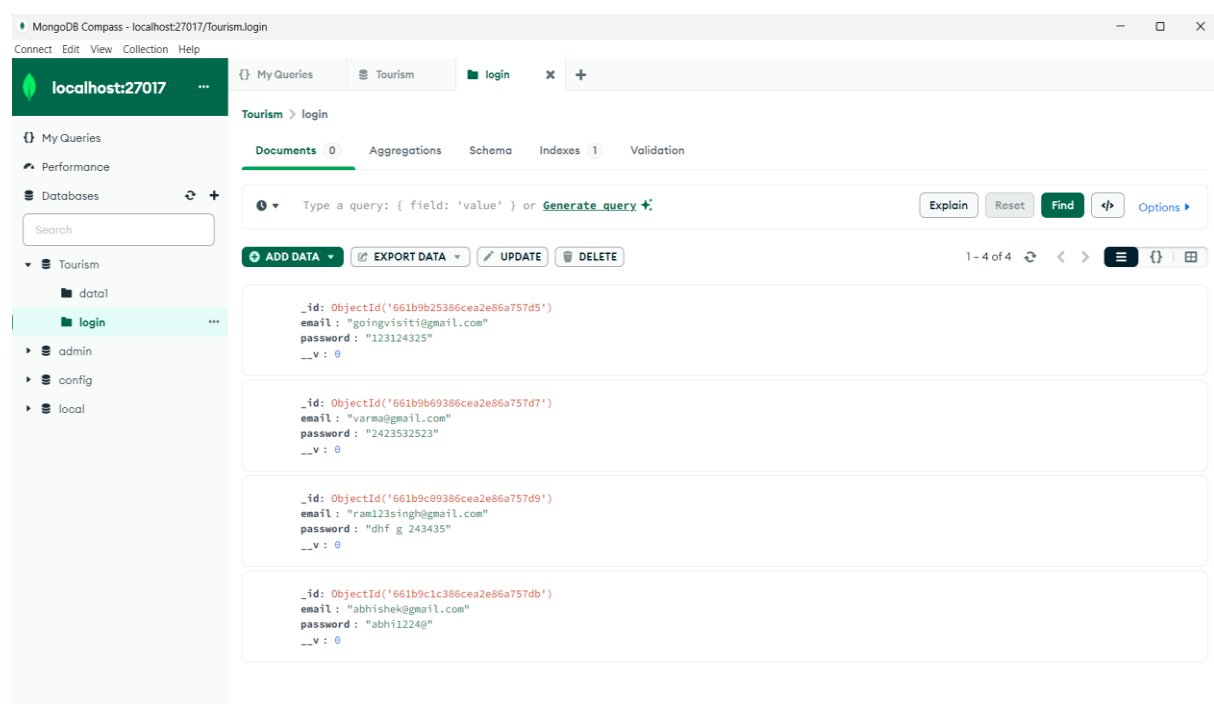 MongoDB Compass - localhost:27017/Tourism.login
Connect Edit View Collection Help
localhost:27017 ...
{} My Queries
Performance
Databases
Search
Tourism
data1
login ...
admin
config
local
{} My Queries Tourism login
Tourism > login
Documents 0 Aggregations Schema Indexes 1 Validation
Type a query: { field: 'value' } or Generate query
Explain Reset Find </> Options
ADD DATA EXPORT DATA UPDATE DELETE
1 – 4 of 4 {}
_id: ObjectId('661b9b25386cea2e86a757d5')
email : "goingvisiti@gmail.com"
password : "123124325"
__v : 0
_id: ObjectId('661b9b69386cea2e86a757d7')
email : "varma@gmail.com"
password : "2423532523"
__v : 0
_id: ObjectId('661b9c09386cea2e86a757d9')
email : "ram123singh@gmail.com"
password : "dhf g 243435"
__v : 0
_id: ObjectId('661b9c1c386cea2e86a757db')
email : "abhishek@gmail.com"
password : "abhi1224@"
__v : 0